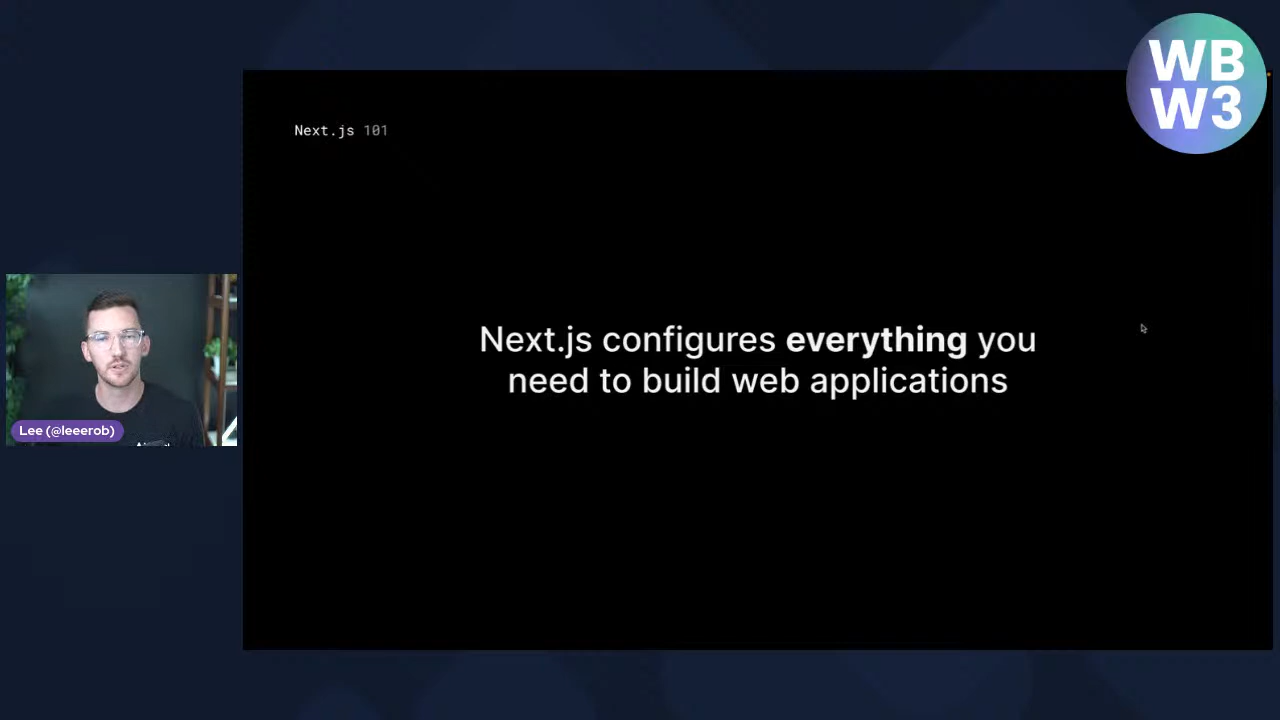 WB
W3
Next.js 101
Next.js configures everything you
need to build web applications
Lee (@leeerob)